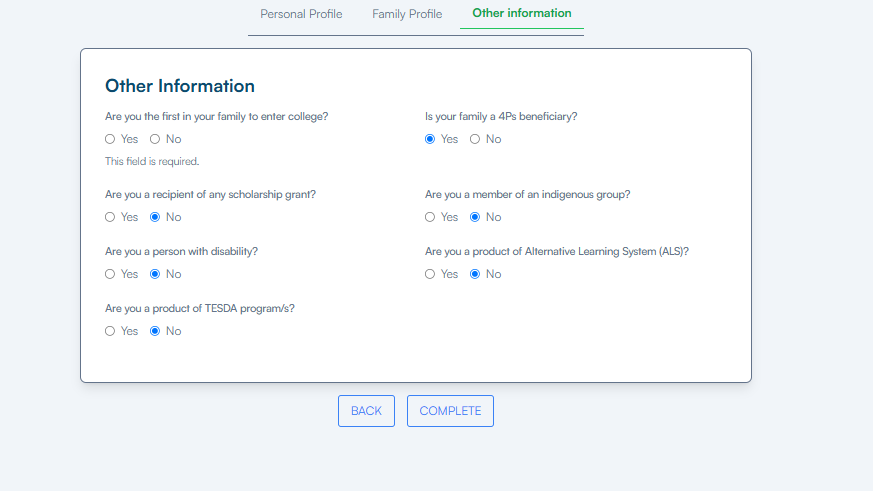 Personal Profile Family Profile Other information
Other Information
Are you the first in your family to enter college?
Yes No
This field is required.
Is your family a 4Ps beneficiary?
Yes No
Are you a recipient of any scholarship grant?
Yes No
Are you a member of an indigenous group?
Yes No
Are you a person with disability?
Yes No
Are you a product of Alternative Learning System (ALS)?
Yes No
Are you a product of TESDA program/s?
Yes No
BACK COMPLETE